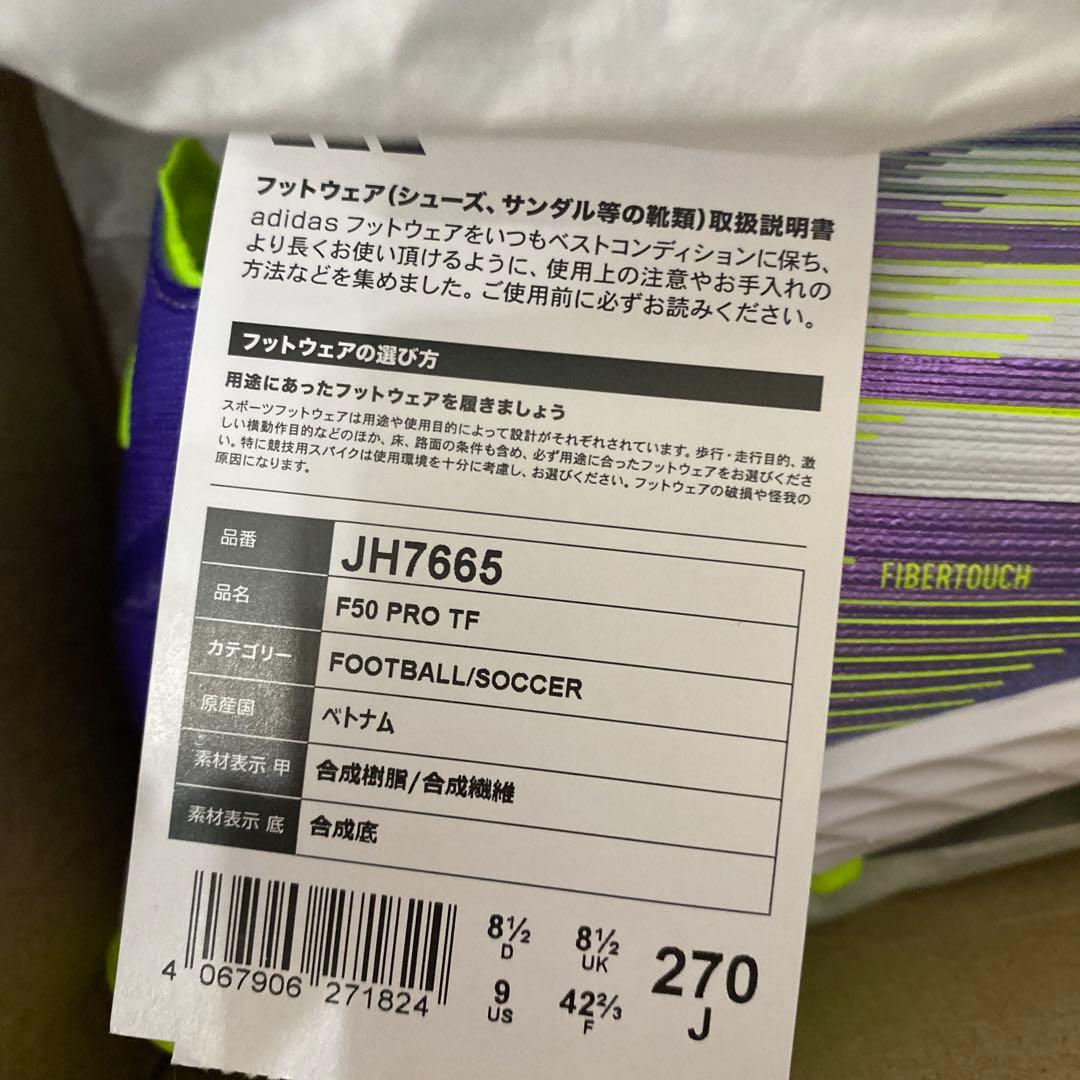 フットウェア(シューズ、サンダル等の靴類)取扱説明書
adidas フットウェアをいつもベストコンディションに保ち、
より長くお使い頂けるように、使用上の注意やお手入れの
方法などを集めました。ご使用前に必ずお読みください。
フットウェアの選び方
用途にあったフットウェアを履きましょう
スポーツフットウェアは用途や使用目的によって設計がそれぞれされています。歩行・走行目的、激
しい横動作目的などのほか、床、路面の条件も含め、必ず用途に合ったフットウェアをお選びくださ
い。特に競技用スパイクは使用環境を十分に考慮し、お選びください。フットウェアの破損や怪我の
原因になります。
品番 JH7665
品名 F50 PRO TF
カテゴリー FOOTBALL/SOCCER
原産国 ベトナム
素材表示 甲 合成樹脂/合成繊維
素材表示 底 合成底
4 067906 271824
8½ D
8½ UK
9 US
42⅔ F
270 J
FIBERTOUCH